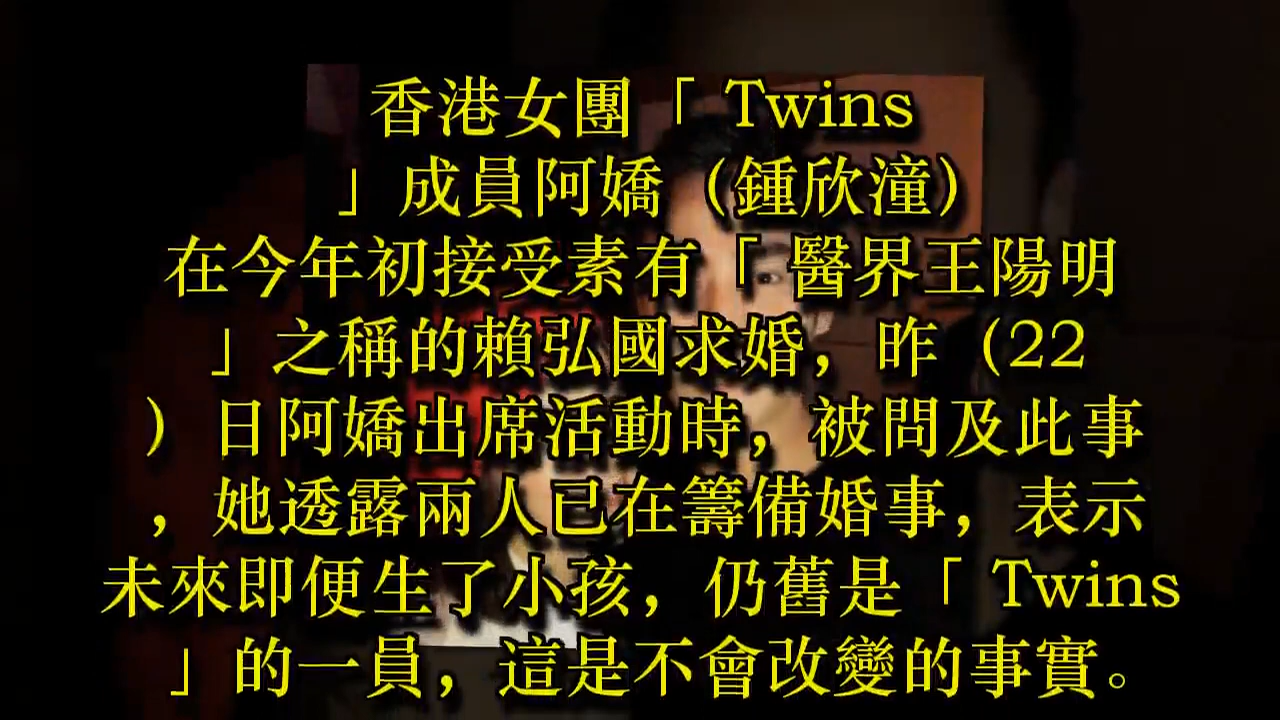 香港女團「 Twins
」成員阿嬌（鍾欣潼）
在今年初接受素有「 醫界王陽明
」之稱的賴弘國求婚，昨（22
）日阿嬌出席活動時，被問及此事
，她透露兩人已在籌備婚事，表示
未來即便生了小孩，仍舊是「 Twins
」的一員，這是不會改變的事實。